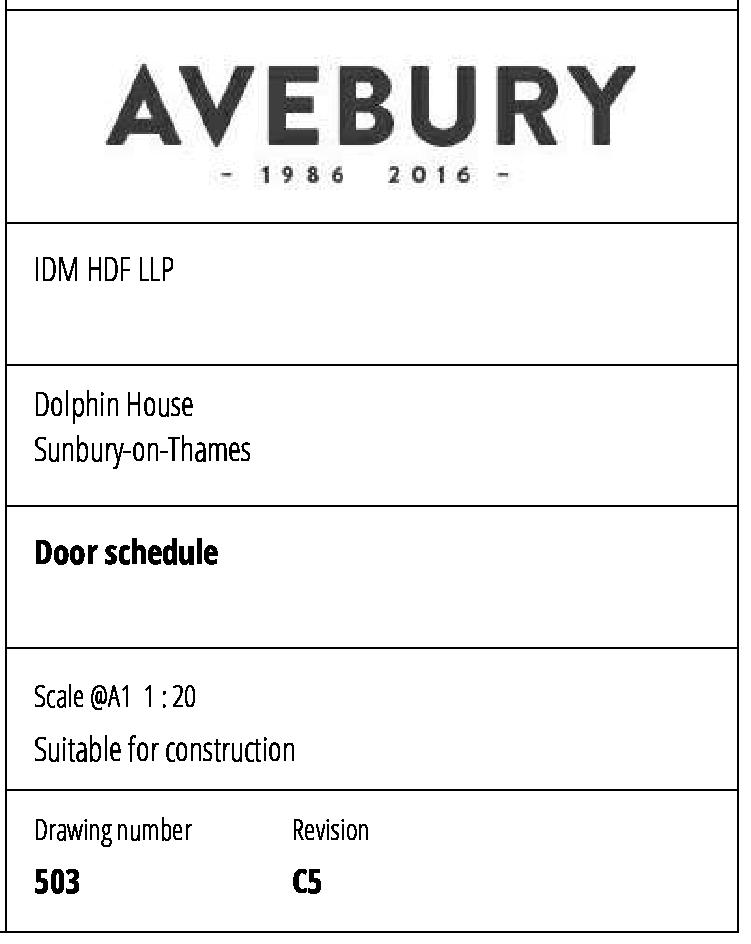 AVEBURY
- 1986 2016 -
IDM HDF LLP
Dolphin House
Sunbury-on-Thames
Door schedule
Scale @A1 1 : 20
Suitable for construction
Drawing number Revision
503 C5